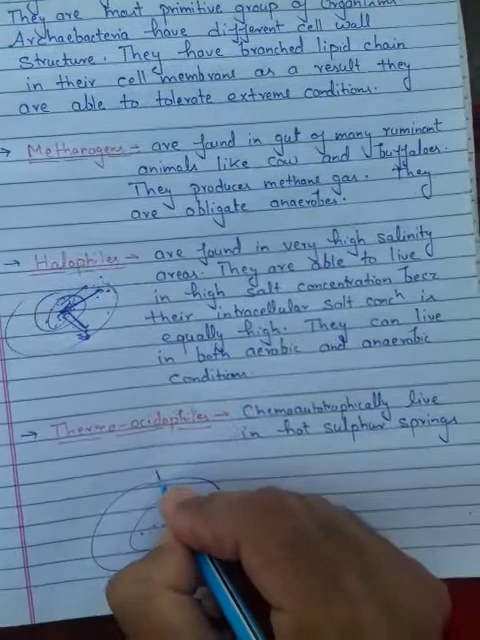 They are most primitive group of Organisms
Archaebacteria have different cell wall
structure. They have branched lipid chain
in their cell membrane as a result they
are able to tolerate extreme conditions.
→ Methanogens - are found in gut of many ruminant
animals like cow and buffaloes.
They produces methane gas. They
are obligate anaerobes.
→ Halophiles → are found in very high salinity
areas. They are able to live
in high salt concentration becz
their intracellular salt conc^n is
equally high. They can live
in both aerobic and anaerobic
conditions.
→ Thermo-acidophiles → Chemoautotrophically live
in hot sulphur springs